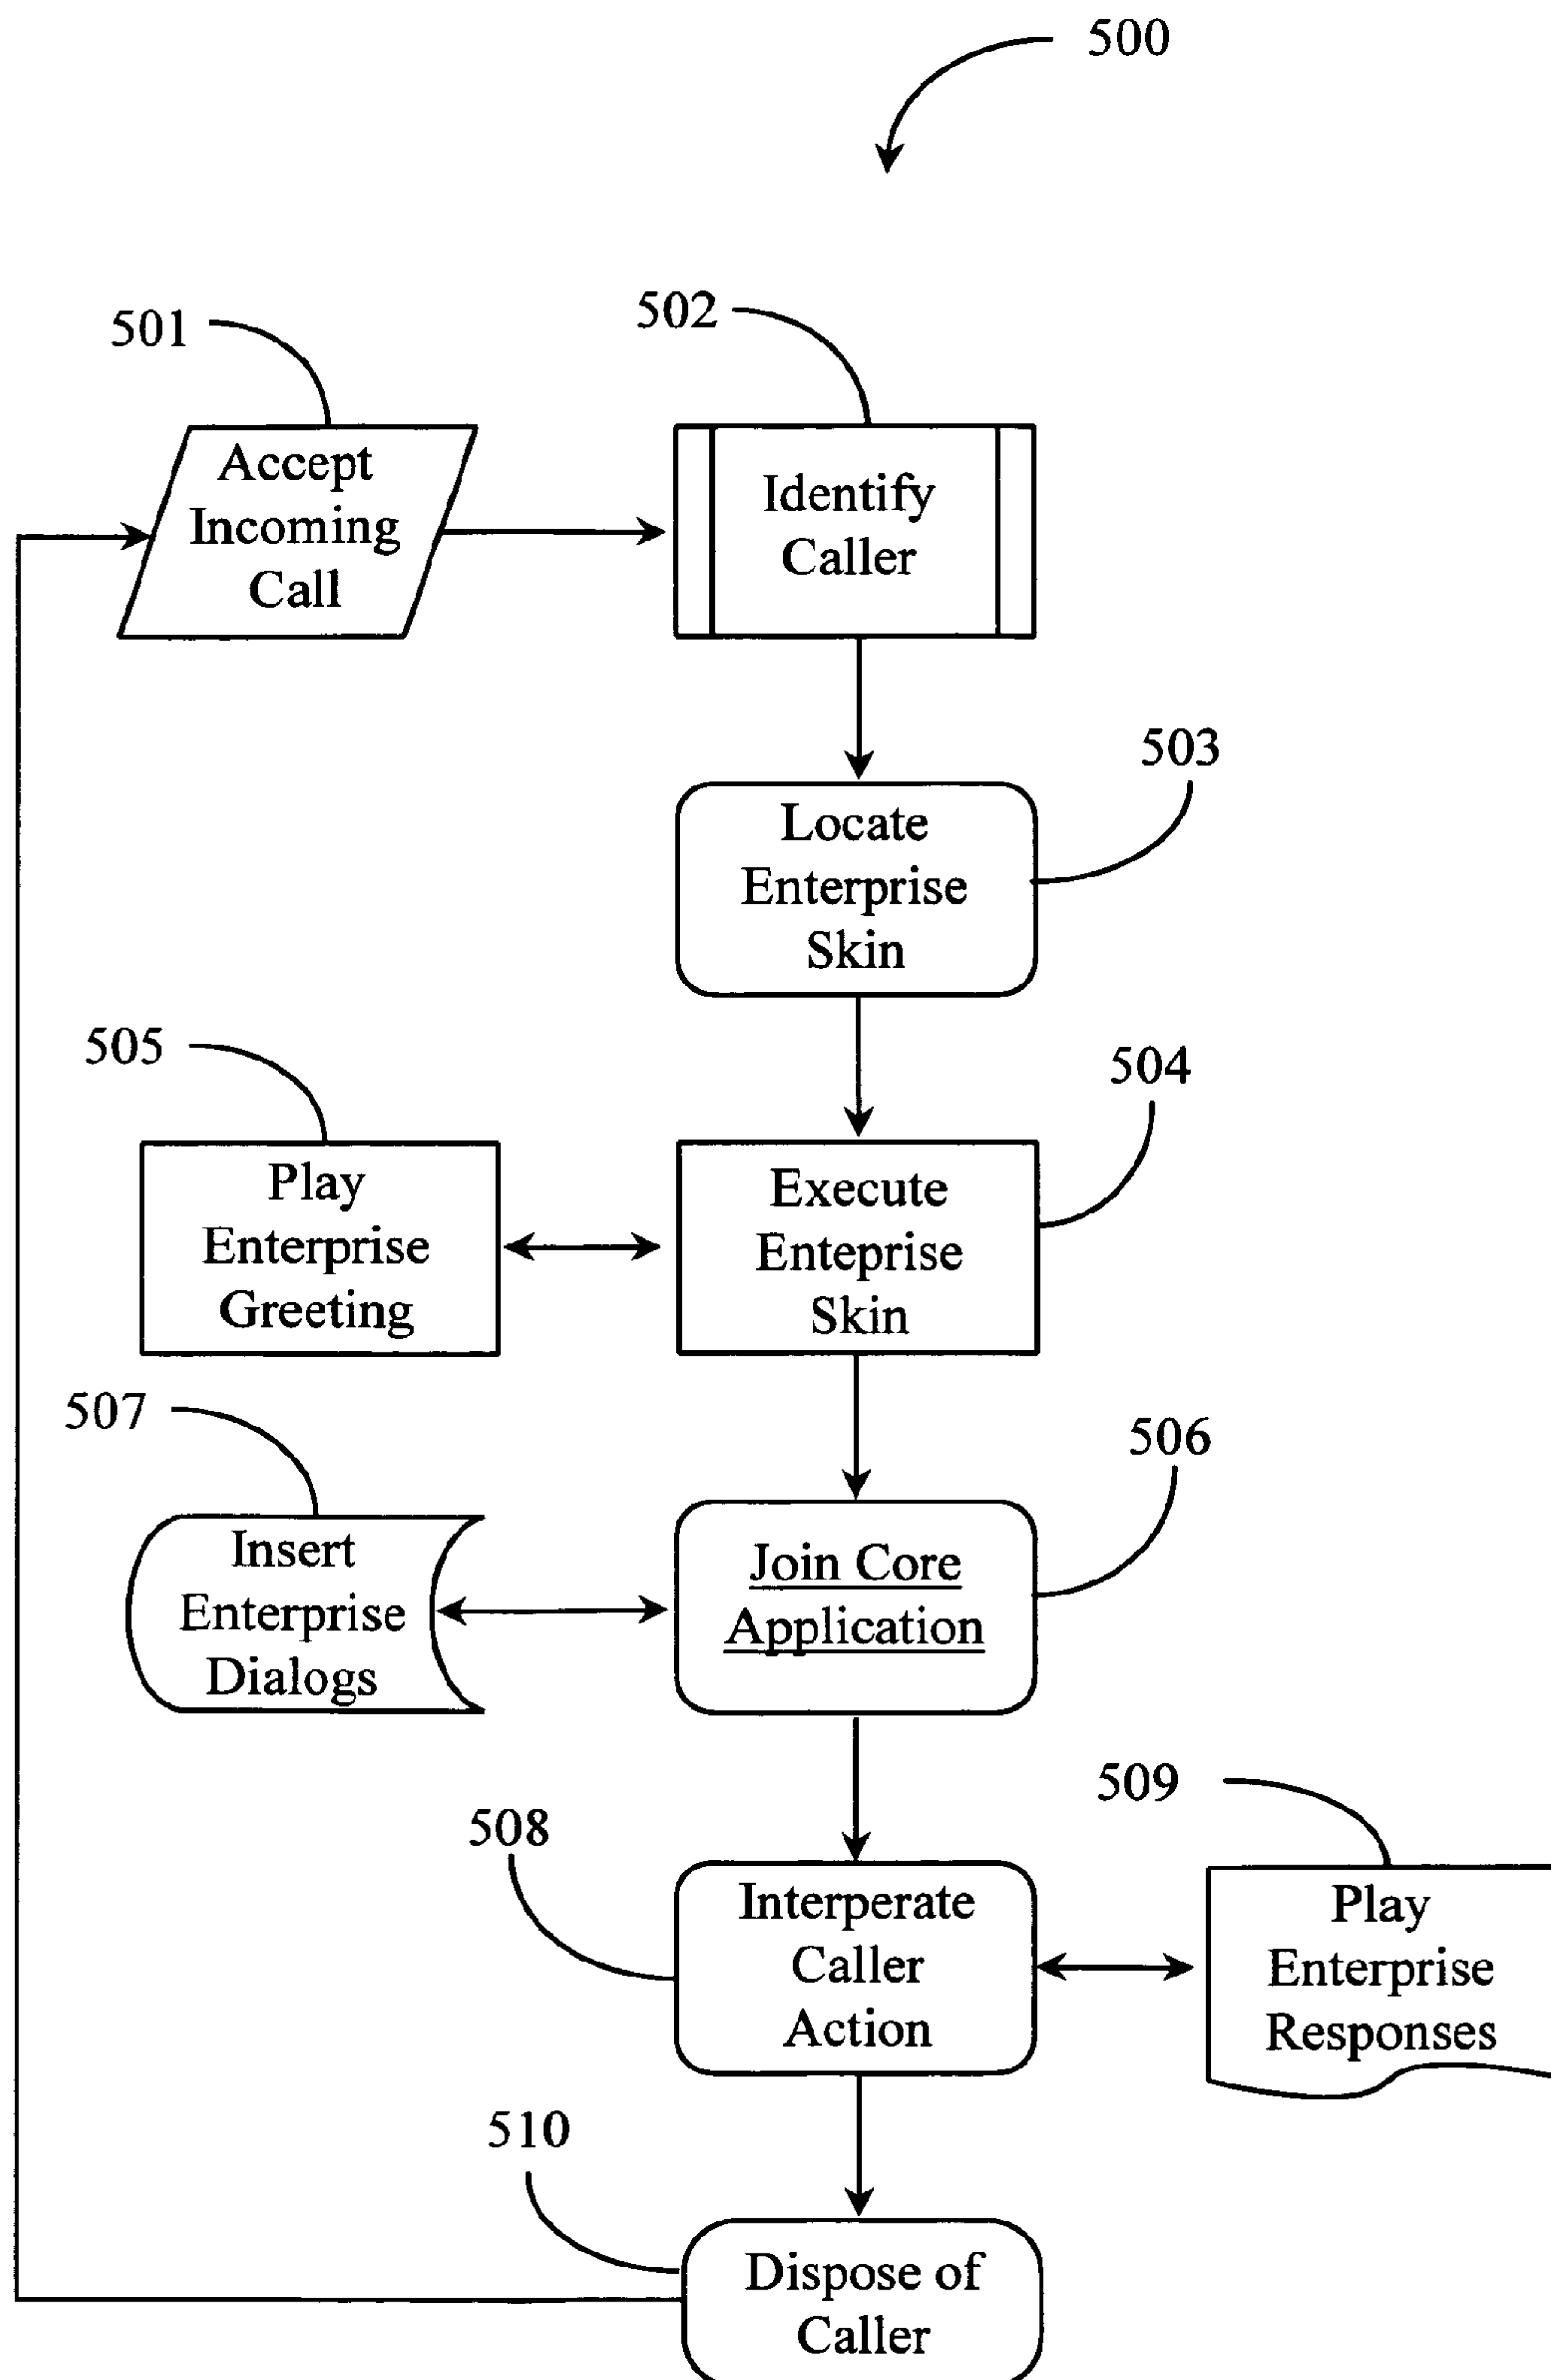 500
501
502
Accept
Incoming
Call
Identify
Caller
503
Locate
Enterprise
Skin
505
504
Play
Enterprise
Greeting
Execute
Enteprise
Skin
507
506
Insert
Enterprise
Dialogs
Join Core
Application
509
508
Interperate
Caller
Action
Play
Enterprise
Responses
510
Dispose of
Caller